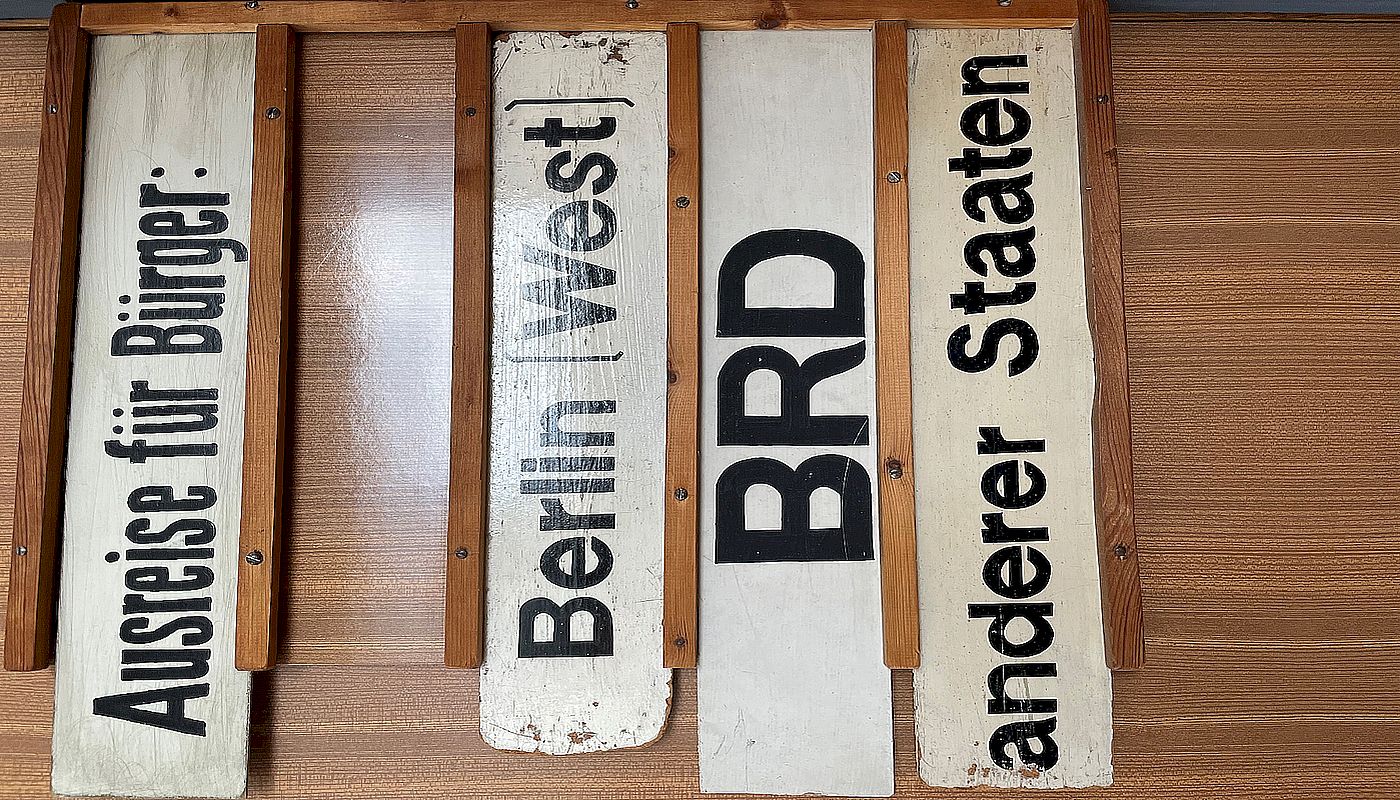 Ausreise für Bürger:
Berlin (West)
BRD
anderer Staaten